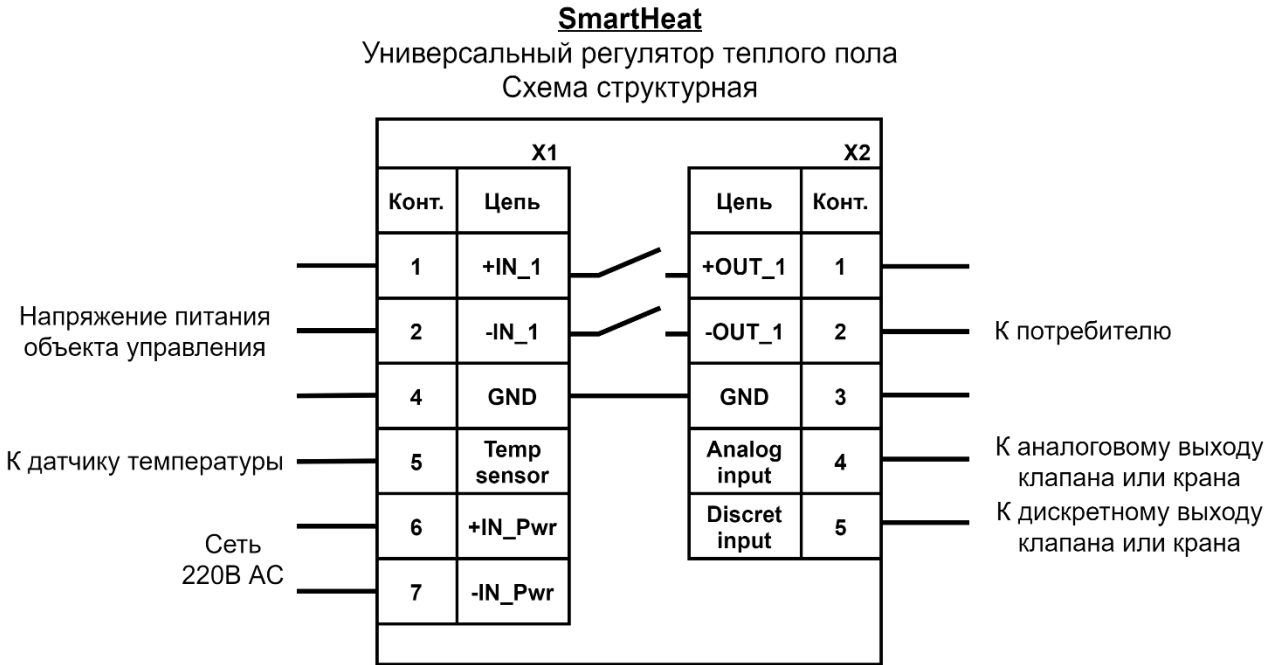 SmartHeat
Универсальный регулятор теплого пола
Схема структурная
X1
Конт. Цепь
1 +IN_1
2 -IN_1
4 GND
5 Temp
sensor
6 +IN_Pwr
7 -IN_Pwr
Напряжение питания
объекта управления
К датчику температуры
Сеть
220В АС
X2
Цепь Конт.
+OUT_1 1
-OUT_1 2
GND 3
Analog
input 4
Discret
input 5
К потребителю
К аналоговому выходу
клапана или крана
К дискретному выходу
клапана или крана